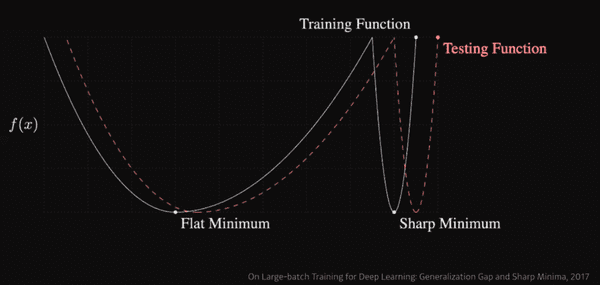 Training Function
Testing Function
f(x)
Flat Minimum
Sharp Minimum
On Large-batch Training for Deep Learning: Generalization Gap and Sharp Minima, 2017